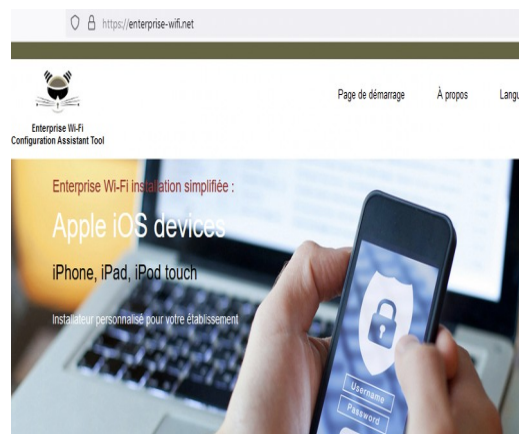 https://enterprise-wifi.net
Page de démarrage À propos
Enterprise Wi-Fi
Configuration Assistant Tool
Enterprise Wi-Fi installation simplifiée :
Apple iOS devices
iPhone, iPad, iPod touch
Installateur personnalisé pour votre établissement
Username
Password